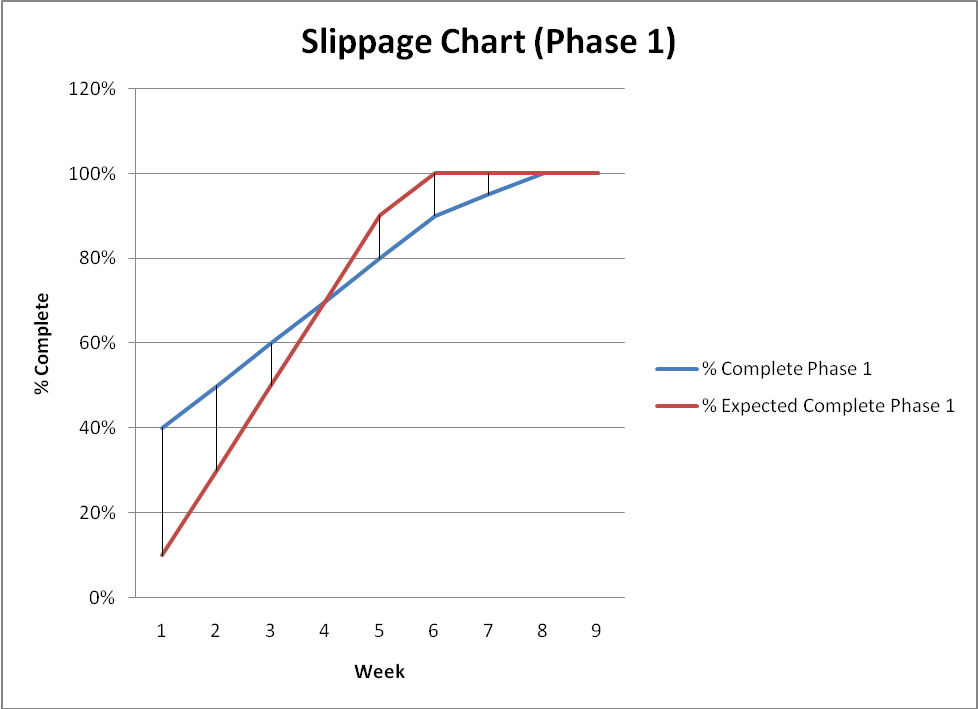 Slippage Chart (Phase 1)
120%
100%
80%
60%
40%
20%
0%
% Complete
1 2 3 4 5 6 7 8 9
Week
% Complete Phase 1
% Expected Complete Phase 1